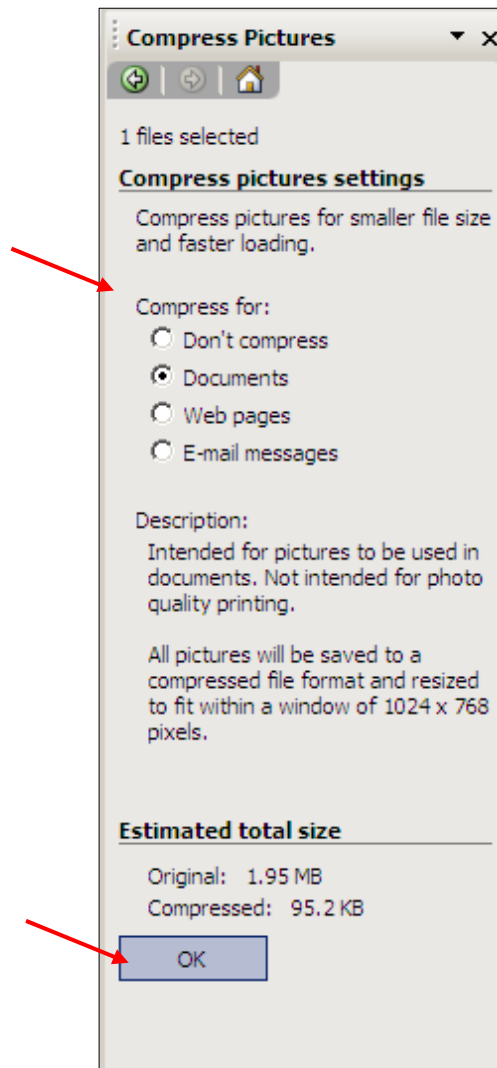 Compress Pictures
1 files selected
Compress pictures settings
Compress pictures for smaller file size
and faster loading.
Compress for:
Don't compress
Documents
Web pages
E-mail messages
Description:
Intended for pictures to be used in
documents. Not intended for photo
quality printing.
All pictures will be saved to a
compressed file format and resized
to fit within a window of 1024 x 768
pixels.
Estimated total size
Original: 1.95 MB
Compressed: 95.2 KB
OK